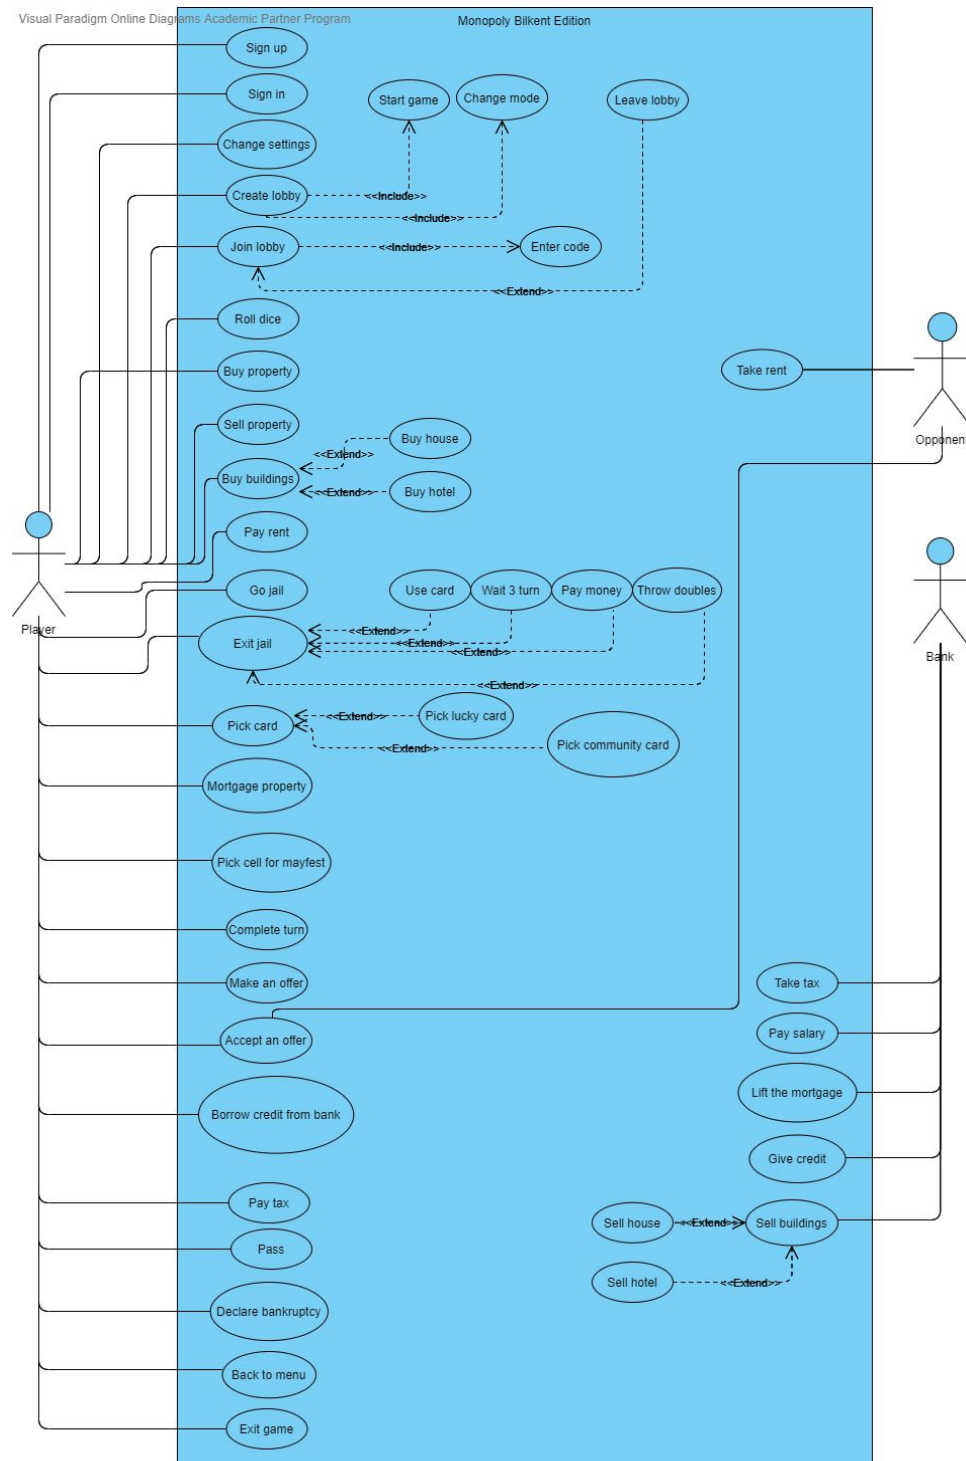 Visual Paradigm Online Diagrams Academic Partner Program
Monopoly Bilkent Edition
Sign up
Sign in
Start game
Change mode
Leave lobby
Change settings
Create lobby
<<Include>>
<<Include>>
Join lobby
<<Include>>
Enter code
<<Extend>>
Roll dice
Buy property
Take rent
Sell property
Buy house
Opponent
<<Extend>>
Buy buildings
<<Extend>>
Buy hotel
Pay rent
Go jail
Use card
Wait 3 turn
Pay money
Throw doubles
Player
<<Extend>>
Exit jail
<<Extend>>
<<Extend>>
Bank
<<Extend>>
Pick card
<<Extend>>
Pick lucky card
<<Extend>>
Pick community card
Mortgage property
Pick cell for mayfest
Complete turn
Make an offer
Take tax
Accept an offer
Pay salary
Lift the mortgage
Borrow credit from bank
Give credit
Pay tax
Sell house
<<Extend>>
Sell buildings
Pass
Sell hotel
<<Extend>>
Declare bankruptcy
Back to menu
Exit game